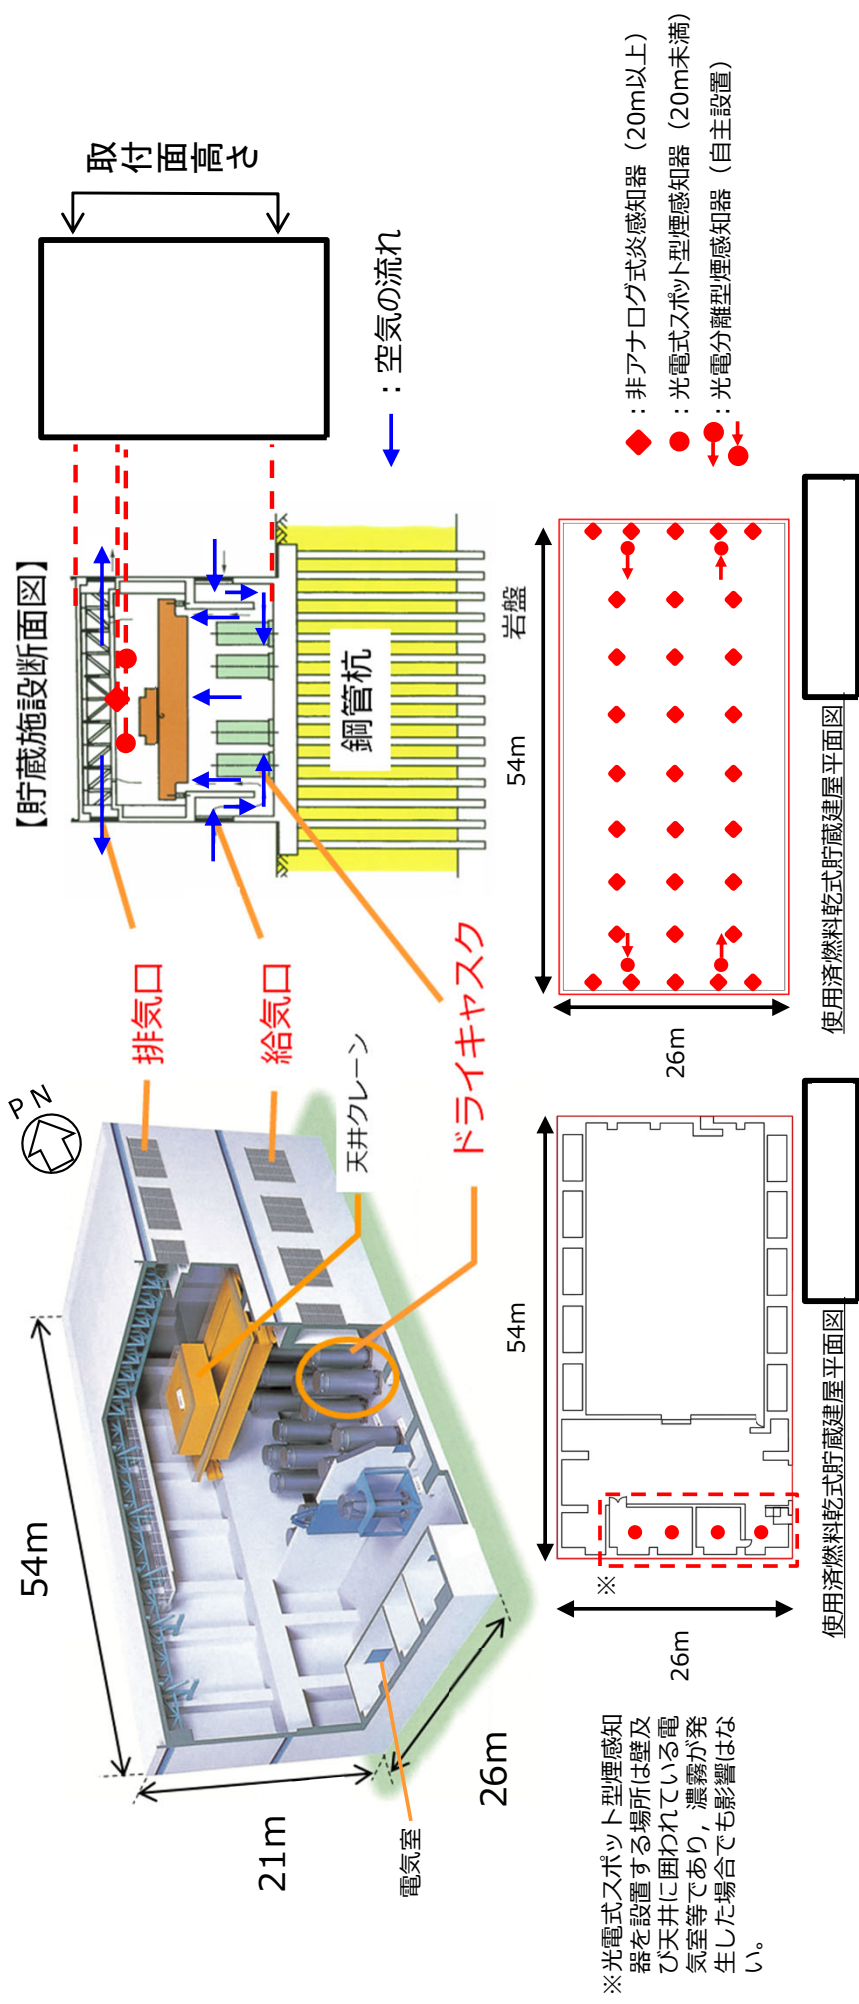 【貯蔵施設断面図】
取付面高さ
54m
21m
26m
PN
排気口
給気口
ドライキャスク
天井クレーン
電気室
鋼管杭
岩盤
：空気の流れ
※光電式スポット型煙感知
器を設置する場所は壁及
び天井に囲われている電
気室等であり，濃霧が発
生した場合でも影響はな
い。
※
54m
26m
使用済燃料乾式貯蔵建屋平面図
54m
26m
使用済燃料乾式貯蔵建屋平面図
：非アナログ式炎感知器（20m以上）
：光電式スポット型煙感知器（20m未満）
：光電分離型煙感知器（自主設置）